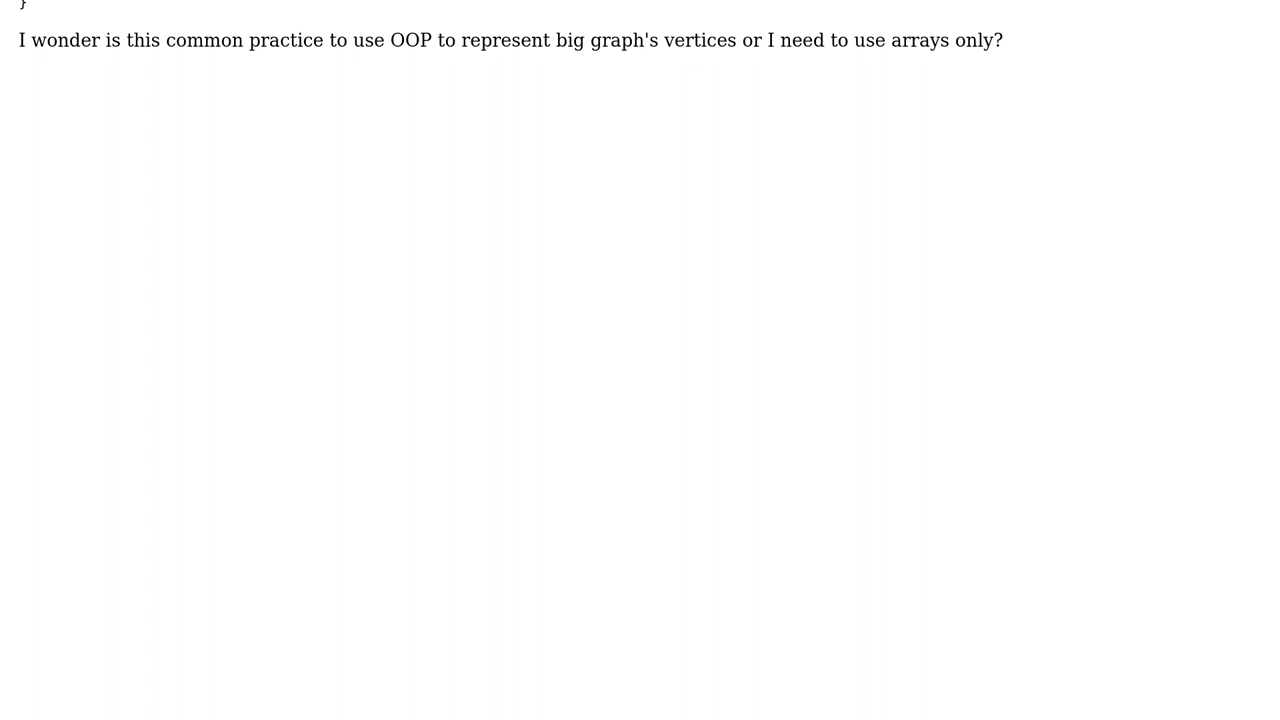 }
I wonder is this common practice to use OOP to represent big graph's vertices or I need to use arrays only?